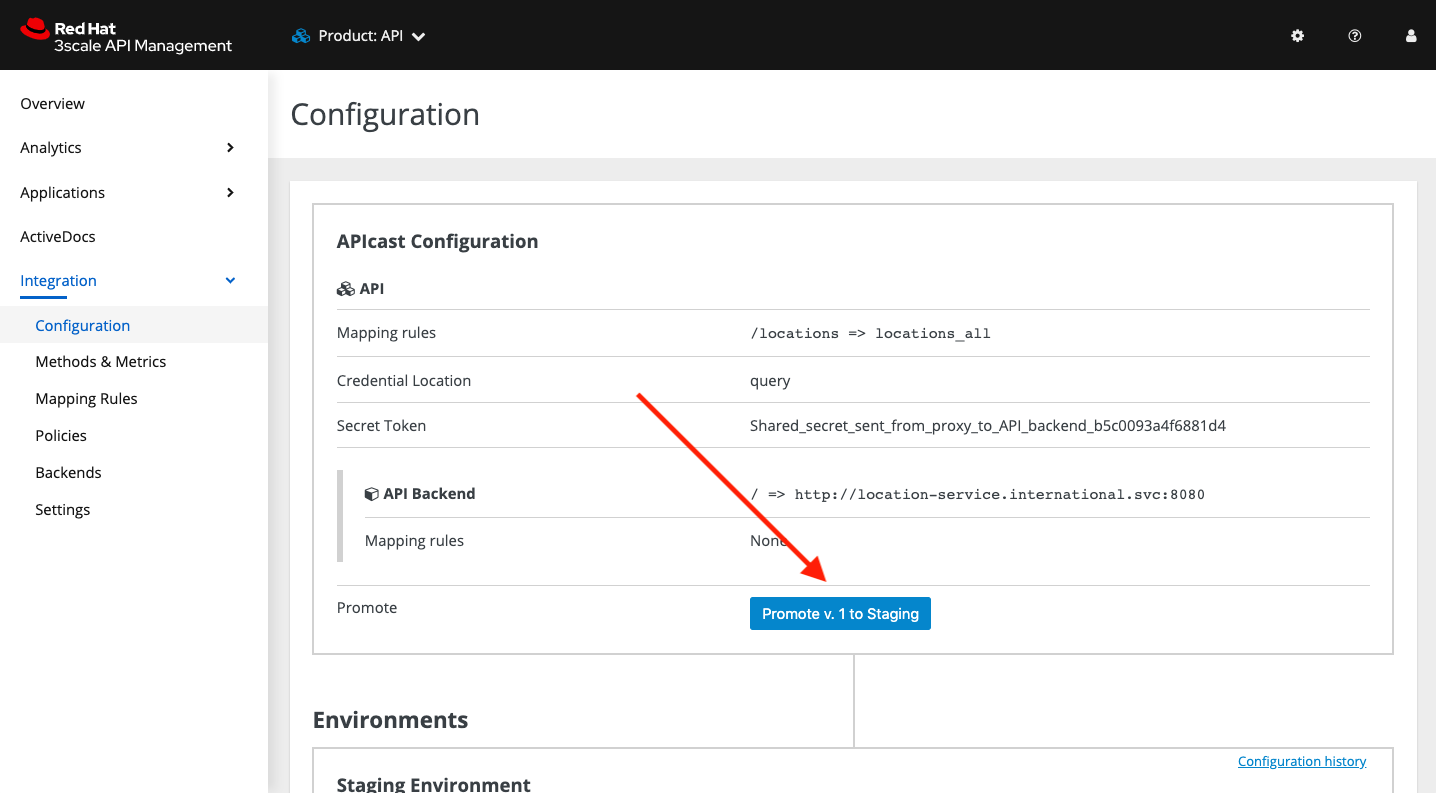 Red Hat
3scale API Management
Product: API
Overview
Analytics
Applications
ActiveDocs
Integration
Configuration
Methods & Metrics
Mapping Rules
Policies
Backends
Settings
Configuration
APIcast Configuration
API
Mapping rules /locations => locations_all
Credential Location query
Secret Token Shared_secret_sent_from_proxy_to_API_backend_b5c0093a4f6881d4
API Backend / => http://location-service.international.svc:8080
Mapping rules None
Promote Promote v. 1 to Staging
Environments
Configuration history
Staging Environment